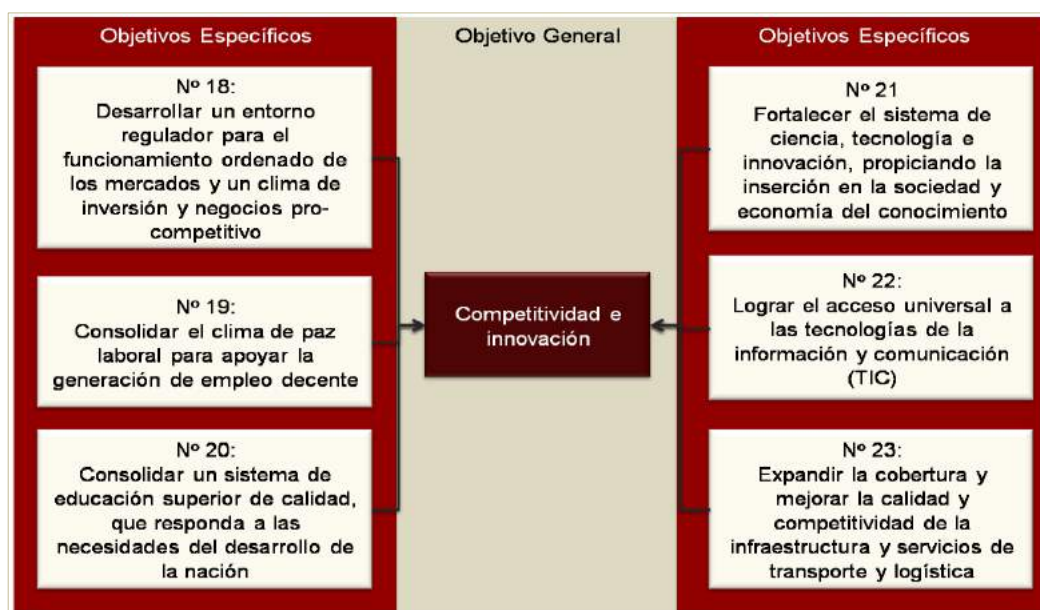 Objetivos Específicos
Nº 18:
Desarrollar un entorno
regulador para el
funcionamiento ordenado de
los mercados y un clima de
inversión y negocios pro-
competitivo
Nº 19:
Consolidar el clima de paz
laboral para apoyar la
generación de empleo decente
Nº 20:
Consolidar un sistema de
educación superior de calidad,
que responda a las
necesidades del desarrollo de
la nación
Objetivo General
Competitividad e
innovación
Objetivos Específicos
Nº 21
Fortalecer el sistema de
ciencia, tecnología e
innovación, propiciando la
inserción en la sociedad y
economía del conocimiento
Nº 22:
Lograr el acceso universal a
las tecnologías de la
información y comunicación
(TIC)
Nº 23:
Expandir la cobertura y
mejorar la calidad y
competitividad de la
infraestructura y servicios de
transporte y logística